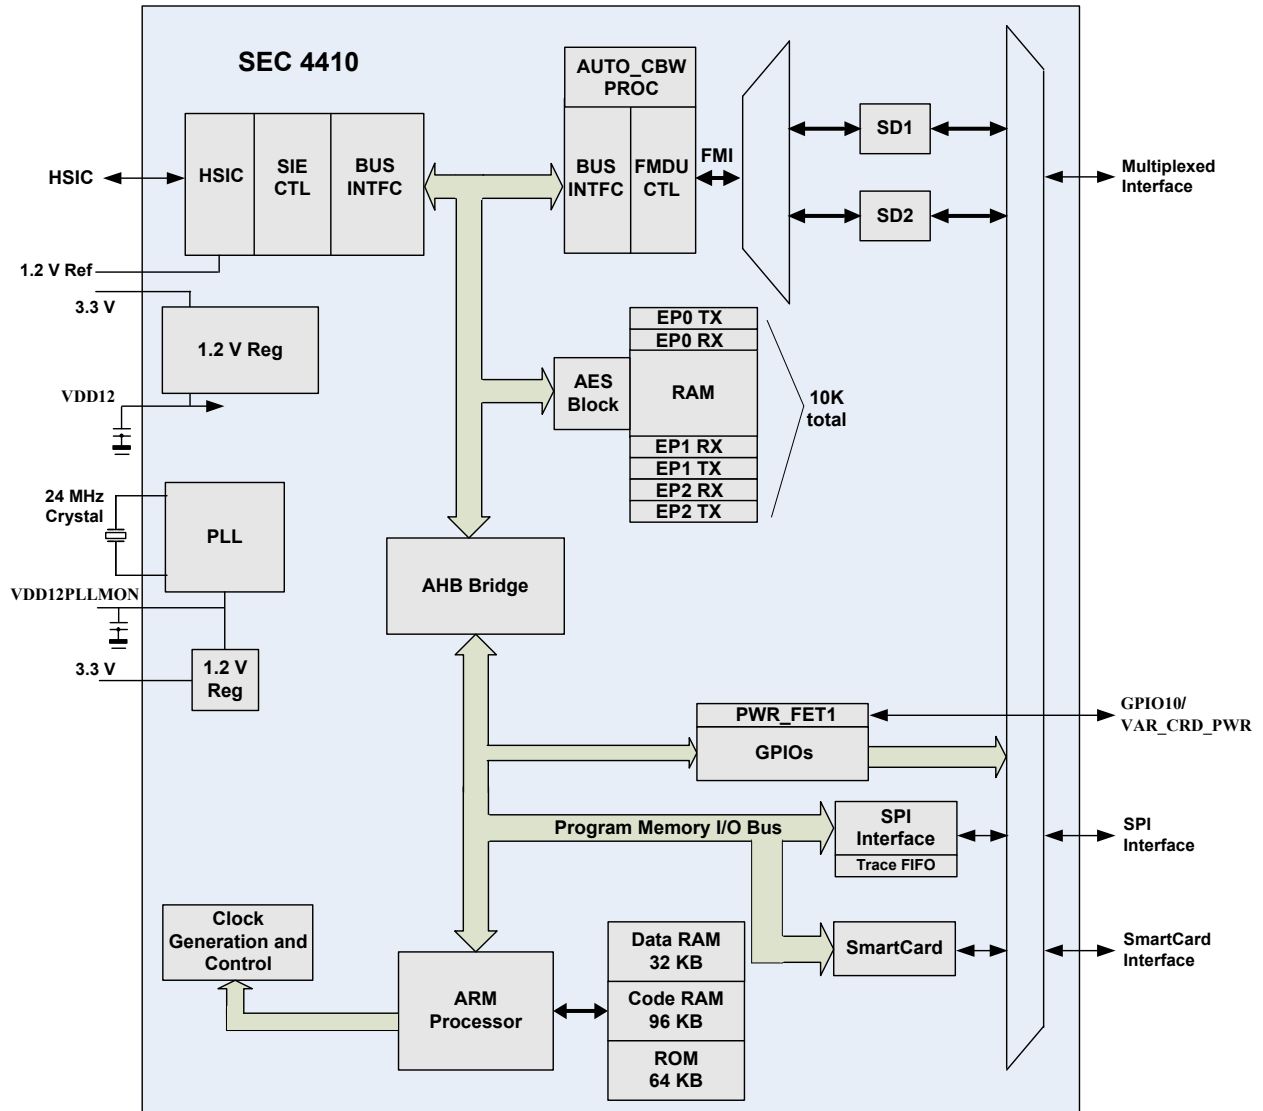 SEC 4410
AUTO_CBW
PROC
HSIC
HSIC
SIE
CTL
BUS
INTFC
BUS
INTFC
FMDU
CTL
FMI
SD1
SD2
Multiplexed
Interface
1.2 V Ref
3.3 V
1.2 V Reg
VDD12
EP0 TX
EP0 RX
AES
Block
RAM
10K
total
EP1 RX
EP1 TX
EP2 RX
EP2 TX
24 MHz
Crystal
PLL
VDD12PLLMON
3.3 V
1.2 V
Reg
AHB Bridge
PWR_FET1
GPIOs
GPIO10/
VAR_CRD_PWR
Program Memory I/O Bus
SPI
Interface
Trace FIFO
SPI
Interface
Clock
Generation and
Control
Data RAM
32 KB
SmartCard
SmartCard
Interface
ARM
Processor
Code RAM
96 KB
ROM
64 KB